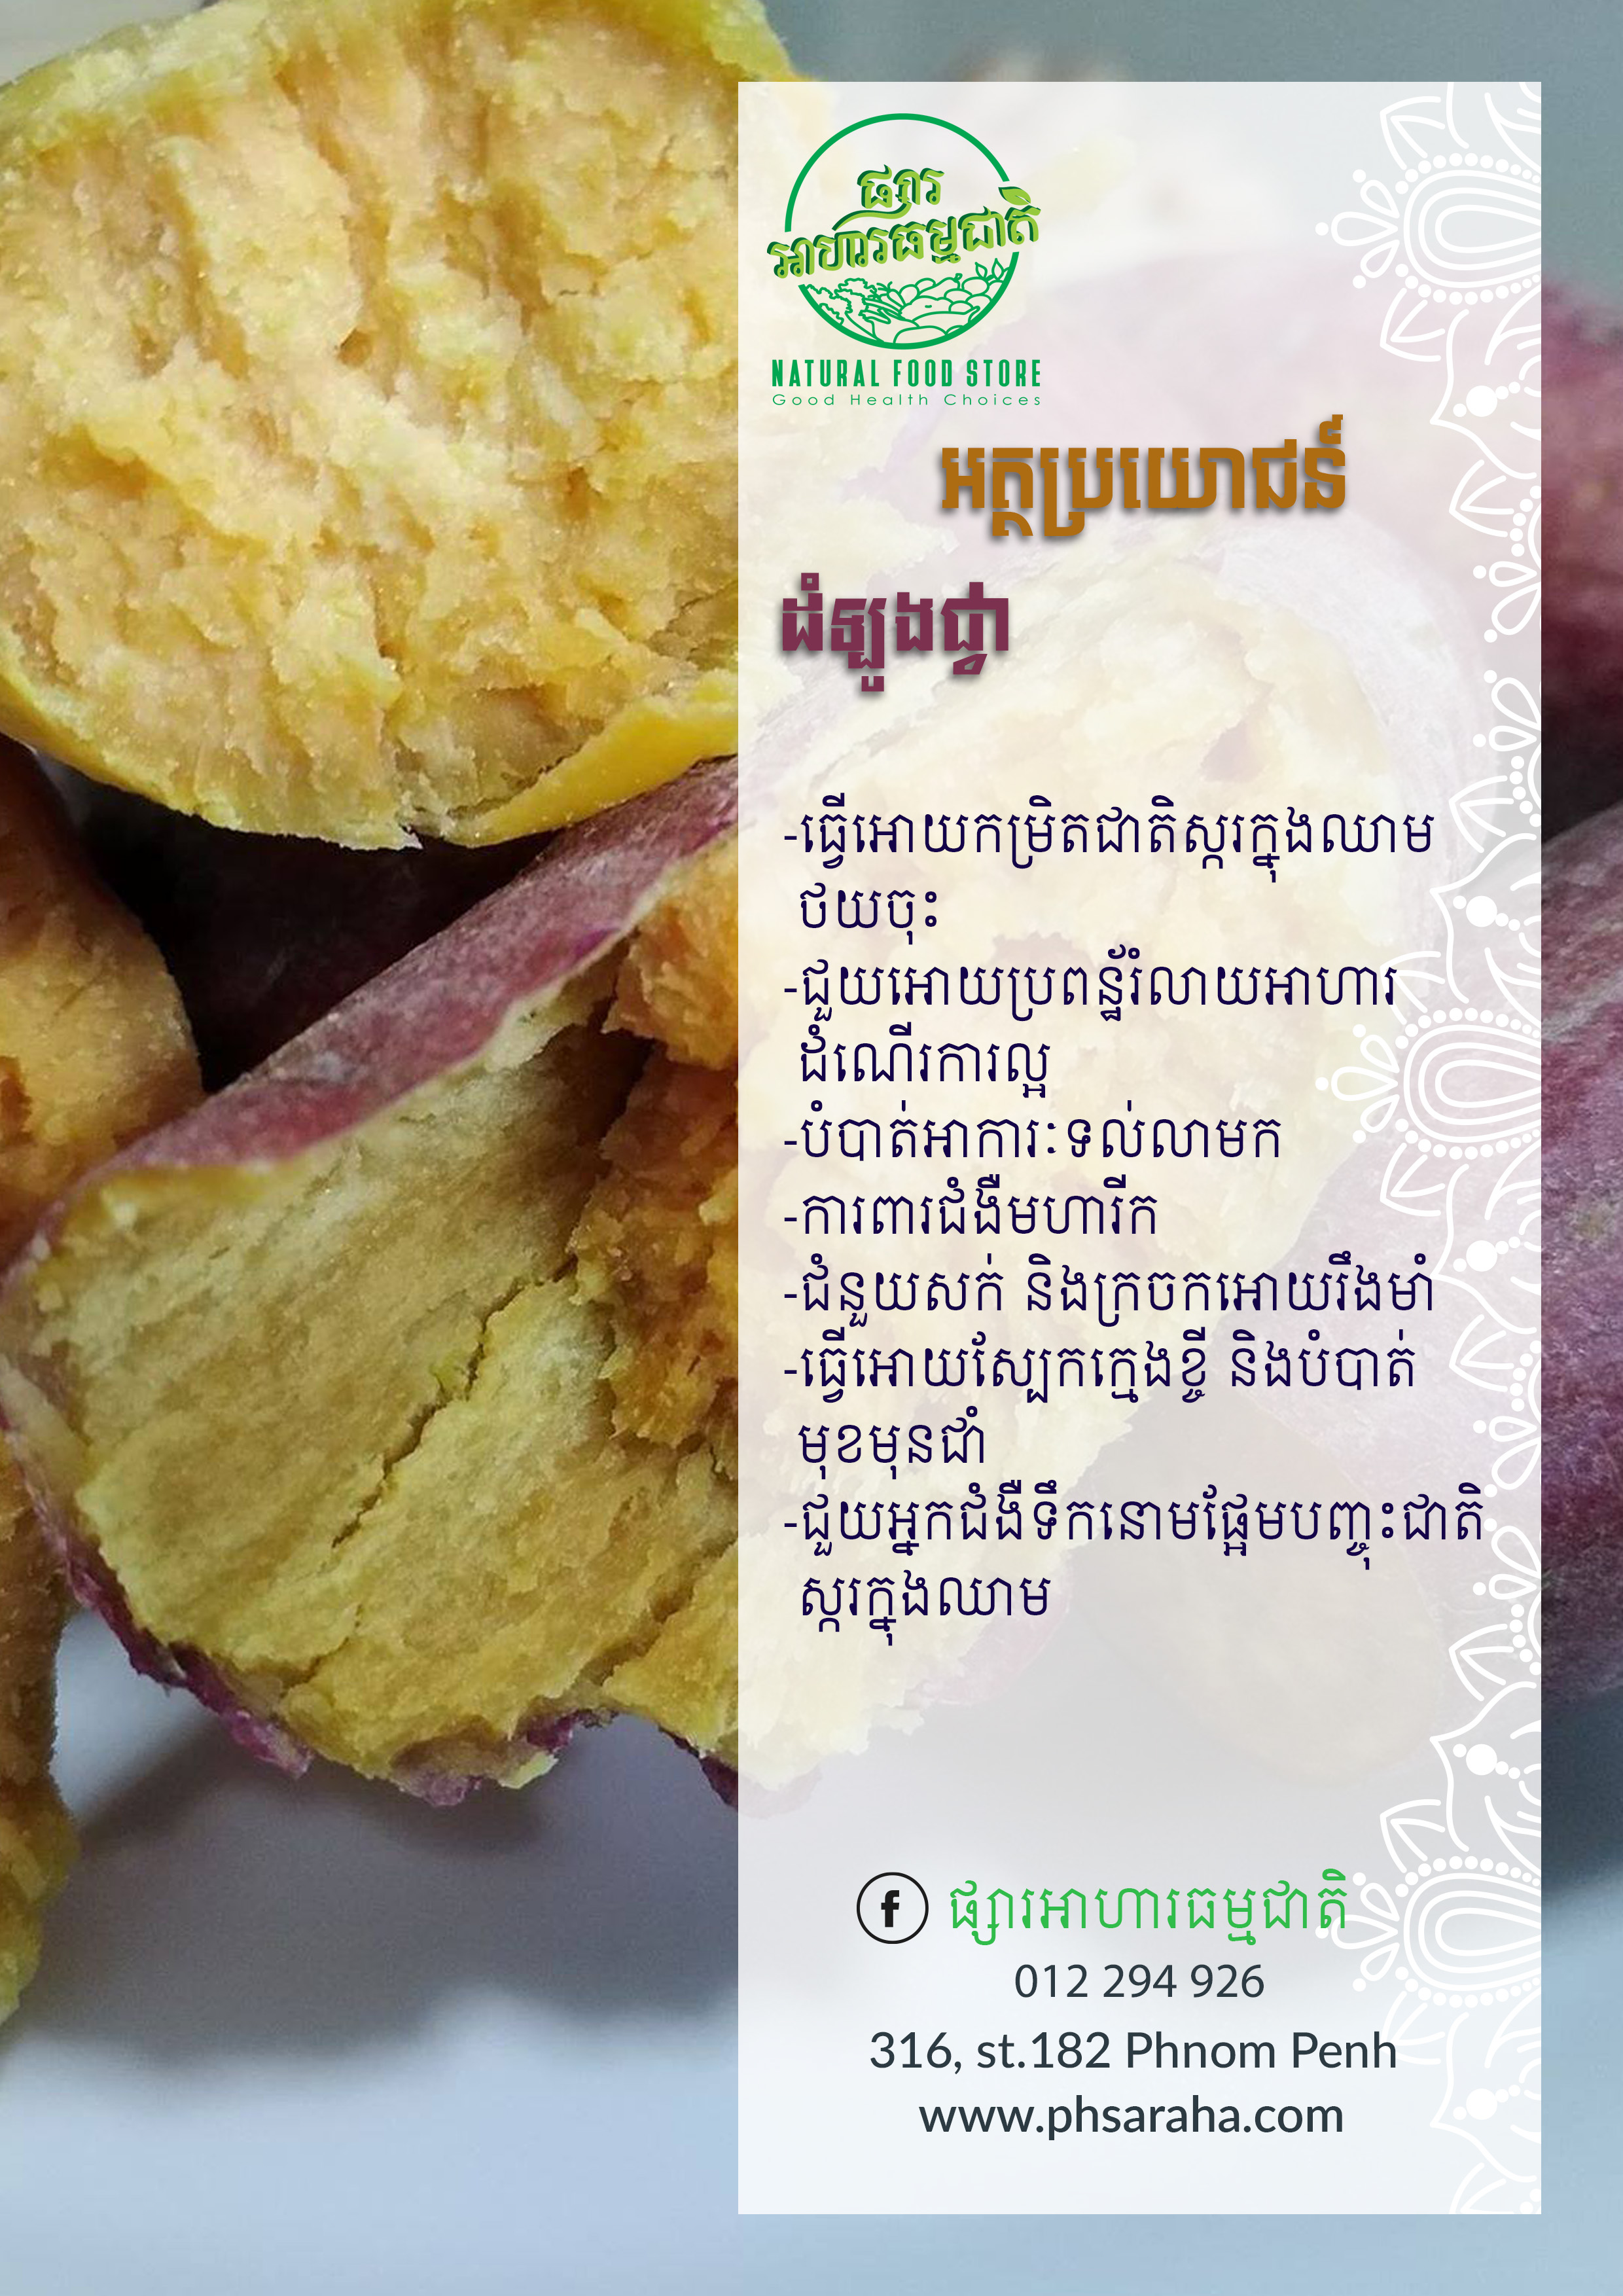 ផ្សារ
អាហារធម្មជាតិ
NATURAL FOOD STORE
Good Health Choices
អត្ថប្រយោជន៍
ដំឡូងជ្វា
-ធ្វើអោយកម្រិតជាតិស្ករក្នុងឈាម
ថយចុះ
-ជួយអោយប្រពន្ឋ័រំលាយអាហារ
ដំណើរការល្អ
-បំបាត់អាការៈទល់លាមក
-ការពារជំងឺមហារីក
-ជំនួយសក់ និងក្រចកអោយរឹងមាំ
-ធ្វើអោយស្បែកក្មេងខ្ចី និងបំបាត់
មុខមុនជាំ
-ជួយអ្នកជំងឺទឹកនោមផ្អែមបញ្ចុះជាតិ
ស្ករក្នុងឈាម
f ផ្សារអាហារធម្មជាតិ
012 294 926
316, st.182 Phnom Penh
www.phsaraha.com